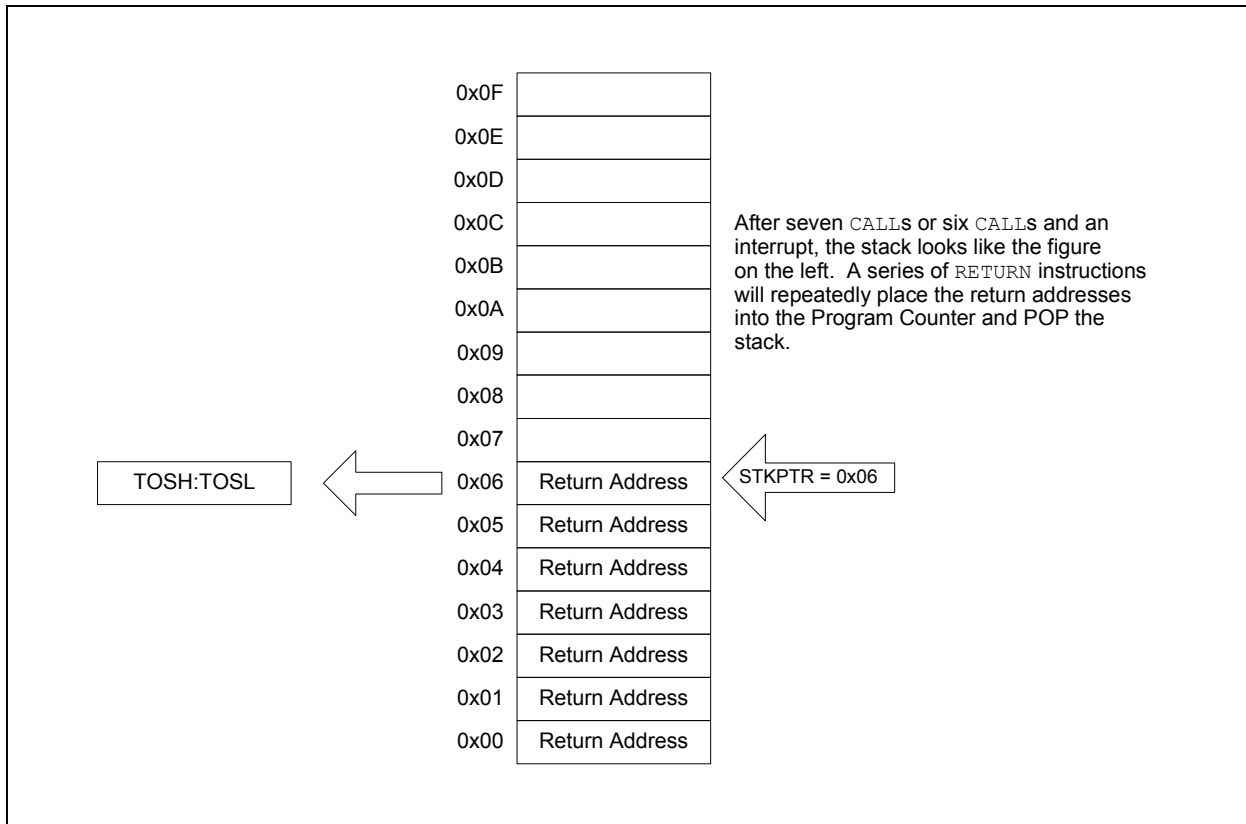 0x0F
0x0E
0x0D
0x0C
0x0B
0x0A
0x09
0x08
0x07
After seven CALLs or six CALLs and an
interrupt, the stack looks like the figure
on the left. A series of RETURN instructions
will repeatedly place the return addresses
into the Program Counter and POP the
stack.
TOSH:TOSL
0x06 Return Address
STKPTR = 0x06
0x05 Return Address
0x04 Return Address
0x03 Return Address
0x02 Return Address
0x01 Return Address
0x00 Return Address